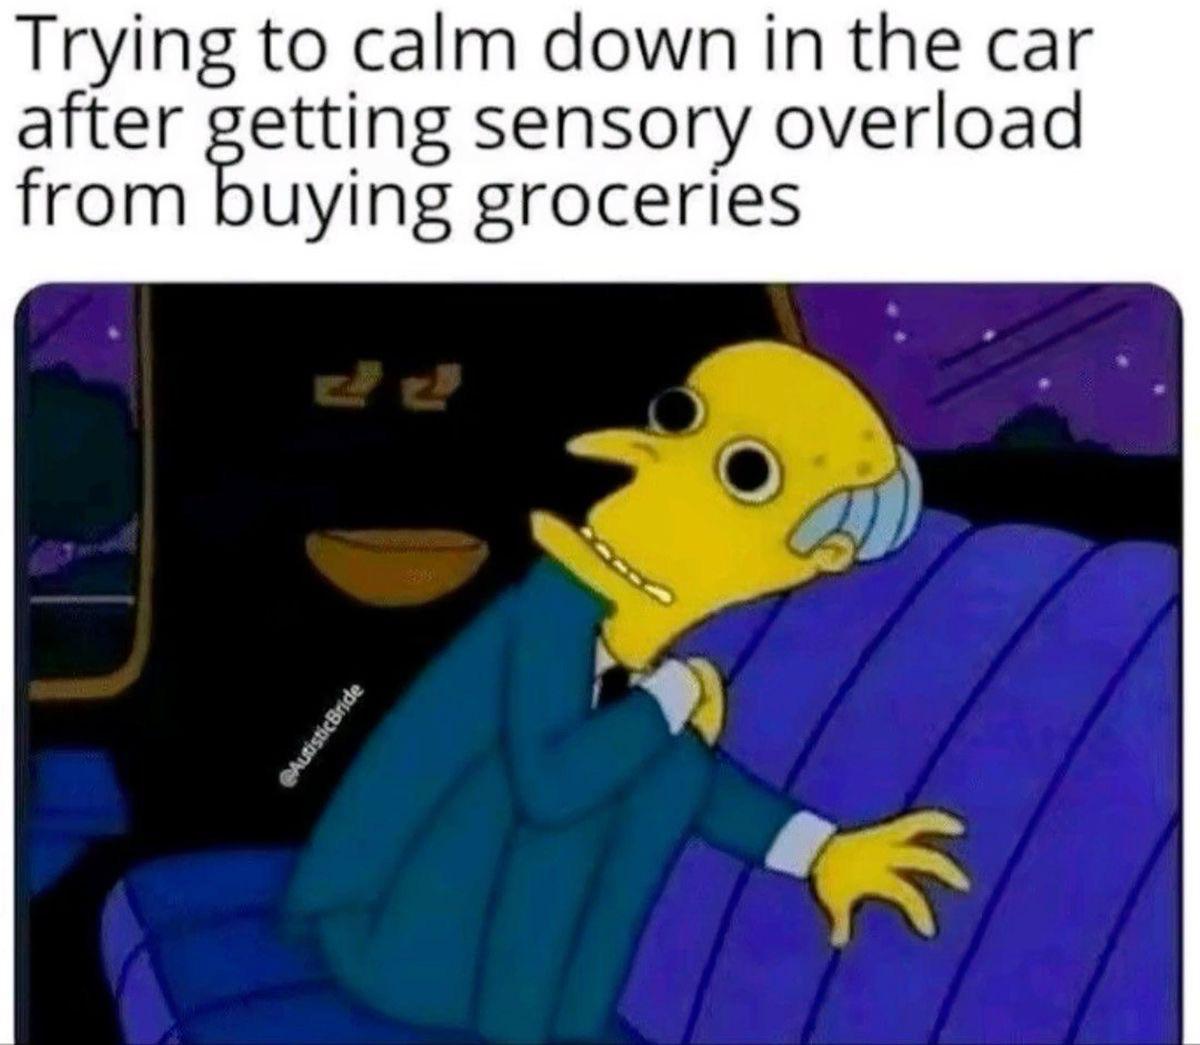 Trying to calm down in the car
after getting sensory overload
from buying groceries
@AutisticBride